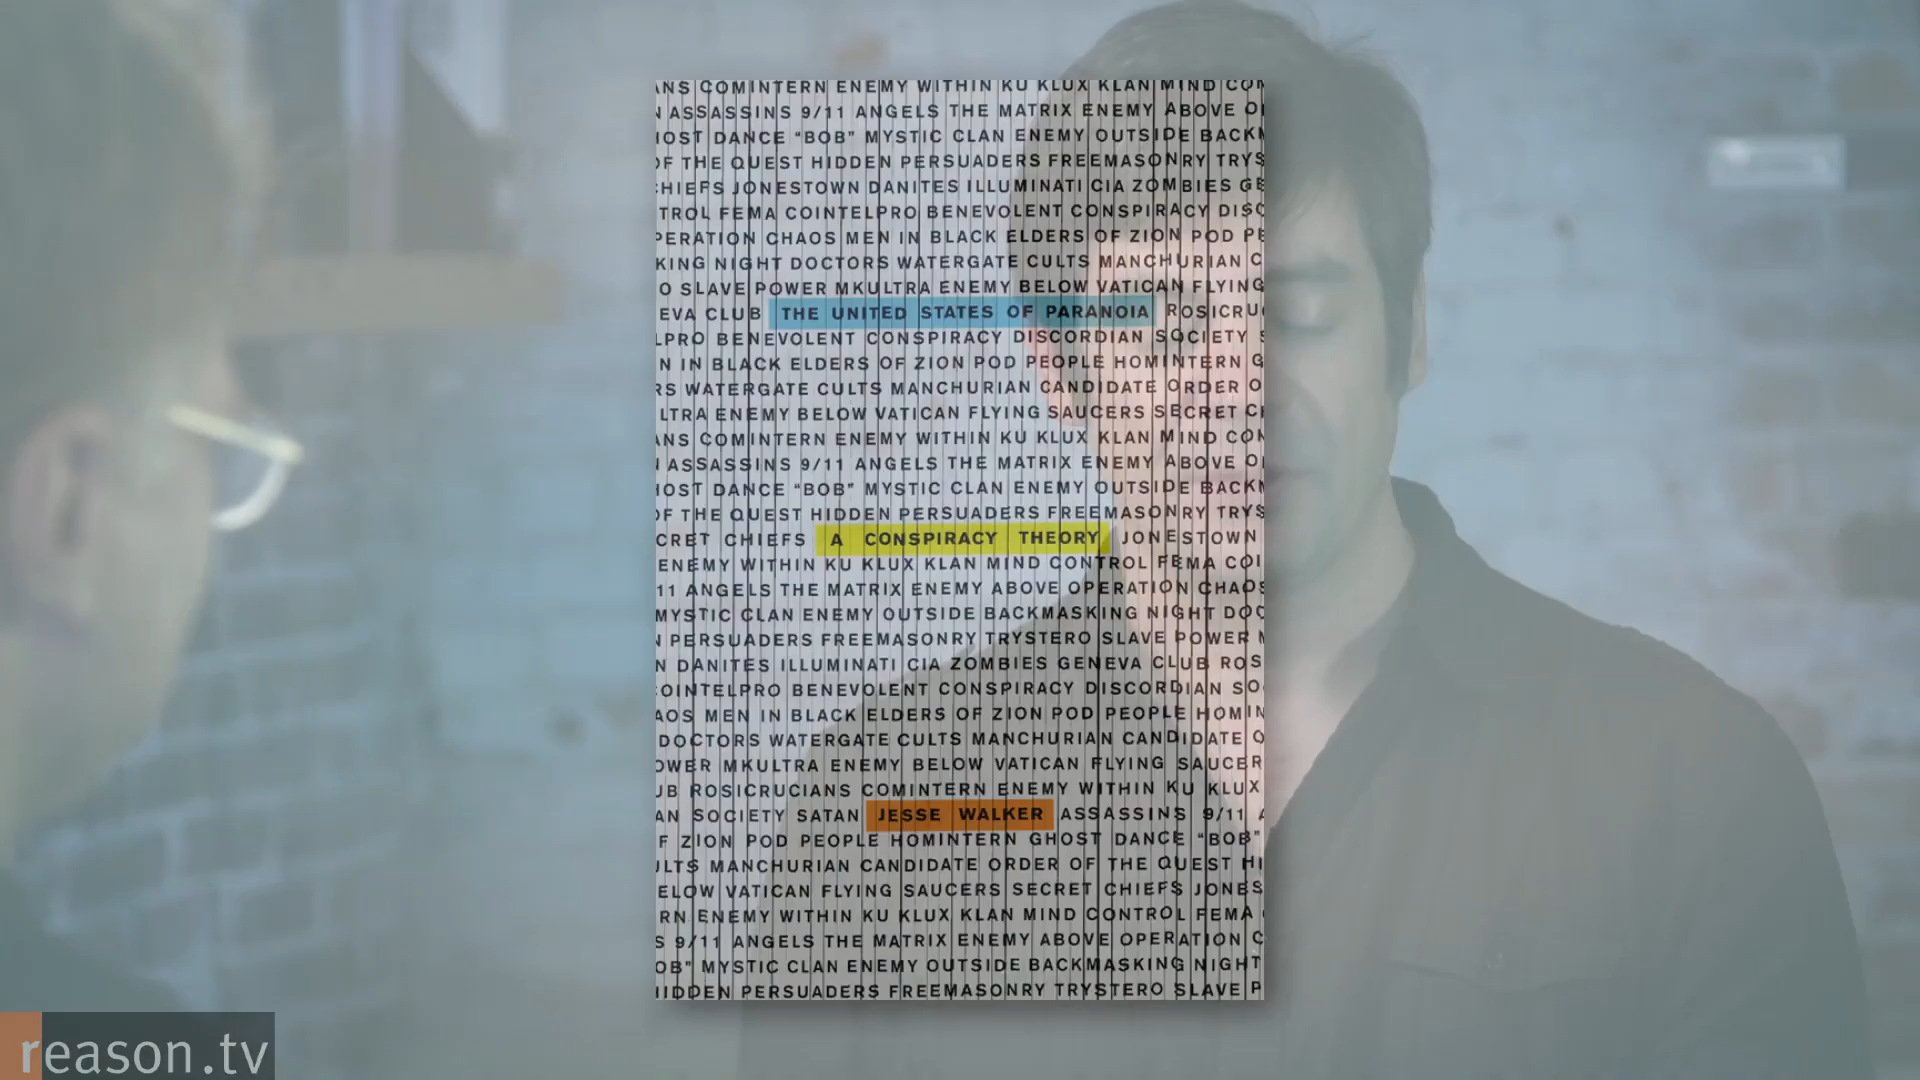 ANS COMINTERN ENEMY WITHIN KU KLUX KLAN MIND CON
ASSASSINS 9/11 ANGELS THE MATRIX ENEMY ABOVE O
HOST DANCE “BOB” MYSTIC CLAN ENEMY OUTSIDE BACKM
OF THE QUEST HIDDEN PERSUADERS FREEMASONRY TRYS
CHIEFS JONESTOWN DANITES ILLUMINATI CIA ZOMBIES GE
TROL FEMA COINTELPRO BENEVOLENT CONSPIRACY DISC
PERATION CHAOS MEN IN BLACK ELDERS OF ZION POD PE
KING NIGHT DOCTORS WATERGATE CULTS MANCHURIAN C
O SLAVE POWER MKULTRA ENEMY BELOW VATICAN FLYING
EVA CLUB THE UNITED STATES OF PARANOIA ROSICRU
LPRO BENEVOLENT CONSPIRACY DISCORDIAN SOCIETY S
N IN BLACK ELDERS OF ZION POD PEOPLE HOMINTERN G
RS WATERGATE CULTS MANCHURIAN CANDIDATE ORDER O
LTRA ENEMY BELOW VATICAN FLYING SAUCERS SECRET CH
ANS COMINTERN ENEMY WITHIN KU KLUX KLAN MIND CON
ASSASSINS 9/11 ANGELS THE MATRIX ENEMY ABOVE O
HOST DANCE “BOB” MYSTIC CLAN ENEMY OUTSIDE BACKM
OF THE QUEST HIDDEN PERSUADERS FREEMASONRY TRYS
CRET CHIEFS A CONSPIRACY THEORY JONESTOWN
ENEMY WITHIN KU KLUX KLAN MIND CONTROL FEMA COI
11 ANGELS THE MATRIX ENEMY ABOVE OPERATION CHAOS
MYSTIC CLAN ENEMY OUTSIDE BACKMASKING NIGHT DOC
N PERSUADERS FREEMASONRY TRYSTERO SLAVE POWER M
N DANITES ILLUMINATI CIA ZOMBIES GENEVA CLUB ROS
COINTELPRO BENEVOLENT CONSPIRACY DISCORDIAN SO
AOS MEN IN BLACK ELDERS OF ZION POD PEOPLE HOMIN
DOCTORS WATERGATE CULTS MANCHURIAN CANDIDATE O
OWER MKULTRA ENEMY BELOW VATICAN FLYING SAUCER
UB ROSICRUCIANS COMINTERN ENEMY WITHIN KU KLUX
AN SOCIETY SATAN JESSE WALKER ASSASSINS 9/11 A
F ZION POD PEOPLE HOMINTERN GHOST DANCE “BOB”
ULTS MANCHURIAN CANDIDATE ORDER OF THE QUEST HI
ELOW VATICAN FLYING SAUCERS SECRET CHIEFS JONES
RN ENEMY WITHIN KU KLUX KLAN MIND CONTROL FEMA
S 9/11 ANGELS THE MATRIX ENEMY ABOVE OPERATION C
OB” MYSTIC CLAN ENEMY OUTSIDE BACKMASKING NIGHT
HIDDEN PERSUADERS FREEMASONRY TRYSTERO SLAVE P
reason.tv